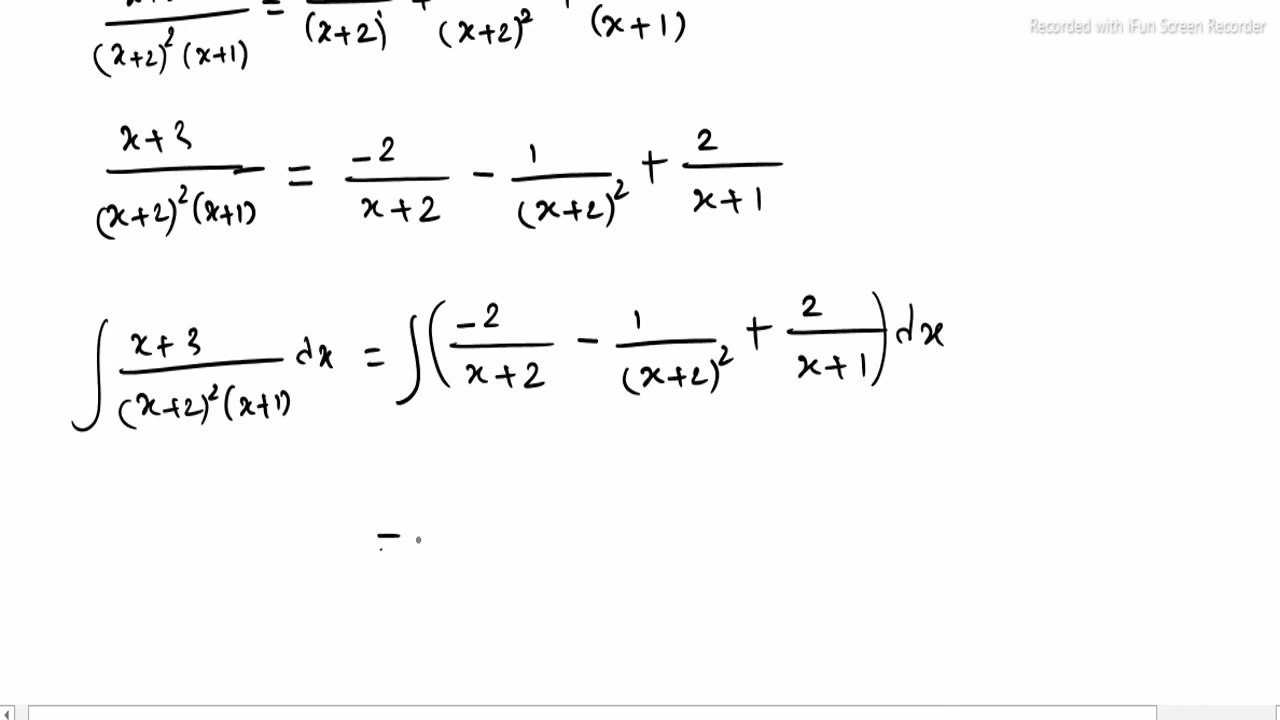 Recorded with iFun Screen Recorder
(x+2)²(x+1) = (x+2) + (x+2)² + (x+1)
x+3/(x+2)²(x+1) = -2/x+2 - 1/(x+2)² + 2/x+1
∫ x+3/(x+2)²(x+1) dx = ∫(-2/x+2 - 1/(x+2)² + 2/x+1) dx
=